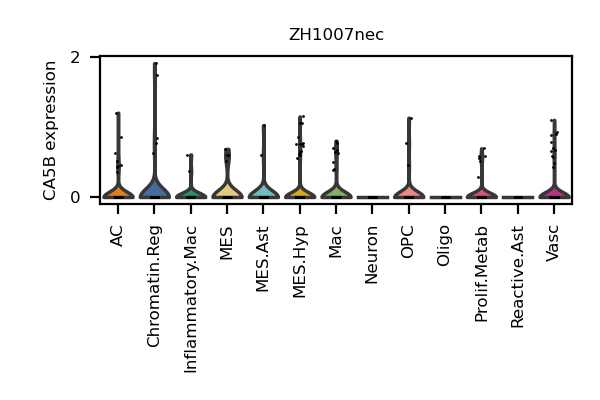 ZH1007nec
CA5B expression
2
0
AC
Chromatin.Reg
Inflammatory.Mac
MES
MES.Ast
MES.Hyp
Mac
Neuron
OPC
Oligo
Prolif.Metab
Reactive.Ast
Vasc